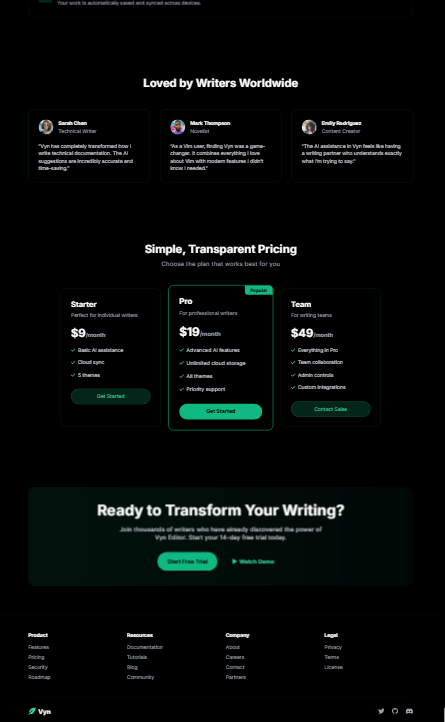 Your work is automatically saved and synced across devices.
Loved by Writers Worldwide
Sarah Chen
Technical Writer
"Vyn has completely transformed how I
write technical documentation. The AI
suggestions are incredibly accurate and
time-saving."
Mark Thompson
Novelist
"As a Vim user, finding Vyn was a game-
changer. It combines everything I love
about Vim with modern features I didn't
know I needed."
Emily Rodriguez
Content Creator
"The AI assistance in Vyn feels like having
a writing partner who understands exactly
what I'm trying to say."
Simple, Transparent Pricing
Choose the plan that works best for you
Starter
Perfect for individual writers
$9/month
✓ Basic AI assistance
✓ Cloud sync
✓ 5 themes
Get Started
Popular
Pro
For professional writers
$19/month
✓ Advanced AI features
✓ Unlimited cloud storage
✓ All themes
✓ Priority support
Get Started
Team
For writing teams
$49/month
✓ Everything in Pro
✓ Team collaboration
✓ Admin controls
✓ Custom integrations
Contact Sales
Ready to Transform Your Writing?
Join thousands of writers who have already discovered the power of
Vyn Editor. Start your 14-day free trial today.
Start Free Trial
Watch Demo
Product
Features
Pricing
Security
Roadmap
Resources
Documentation
Tutorials
Blog
Community
Company
About
Careers
Contact
Partners
Legal
Privacy
Terms
License
Vyn